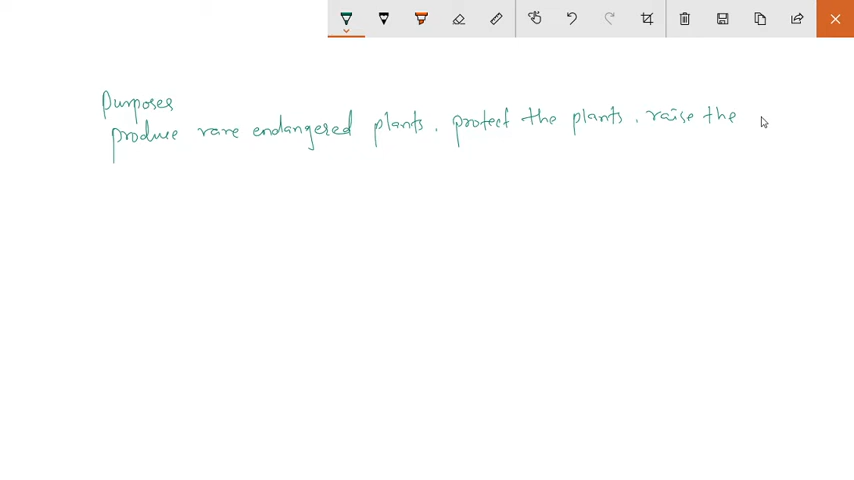 Purposes
produce rare endangered plants. protect the plants. raise the